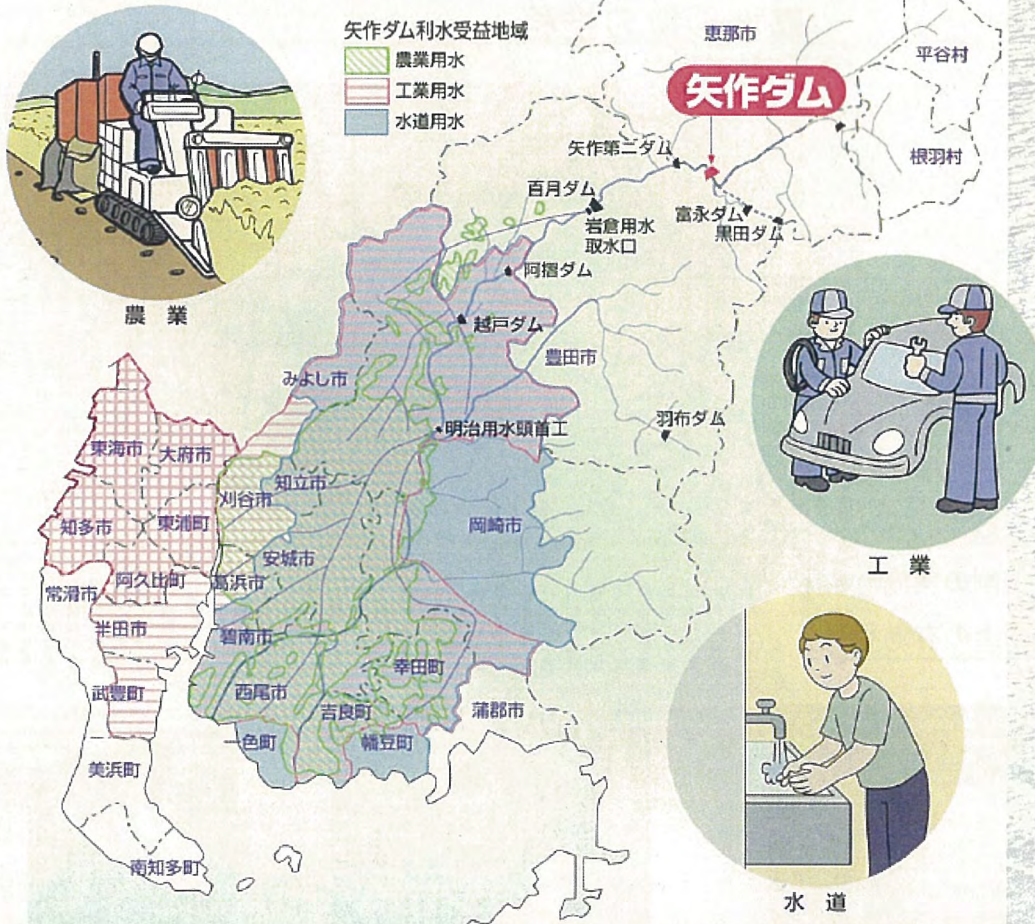 矢作ダム利水受益地域
農業用水
工業用水
水道用水
恵那市
平谷村
矢作ダム
根羽村
矢作第二ダム
百月ダム
岩倉用水
取水口
富永ダム
黒田ダム
阿摺ダム
農業
越戸ダム
豊田市
みよし市
羽布ダム
明治用水頭首工
東海市
大府市
知立市
刈谷市
岡崎市
知多市
東浦町
安城市
工業
高浜市
阿久比町
常滑市
半田市
碧南市
幸田町
西尾市
武豊町
吉良町
蒲郡市
一色町
幡豆町
美浜町
南知多町
水道